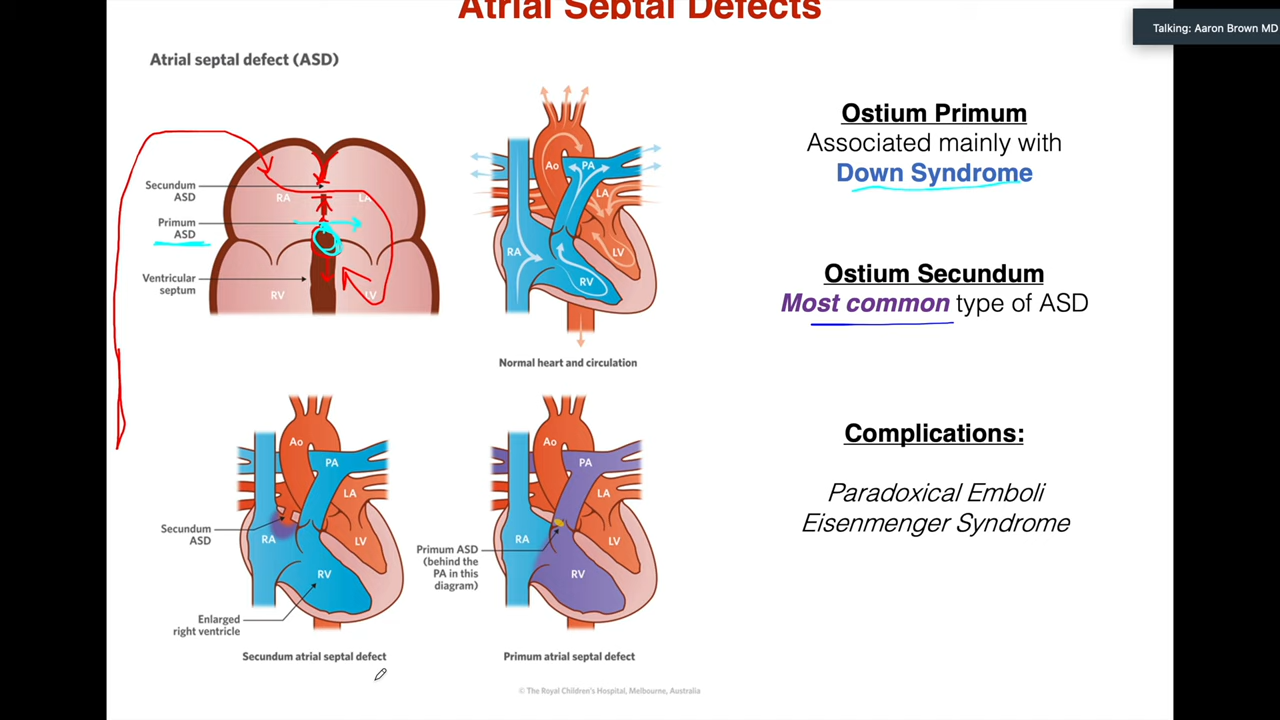 Atrial Septal Defects
Talking: Aaron Brown MD
Atrial septal defect (ASD)
Secundum
ASD
Primum
ASD
Ventricular
septum
RA
LA
RV
LV
Ao
PA
LA
RA
LV
RV
Normal heart and circulation
Ostium Primum
Associated mainly with
Down Syndrome
Ostium Secundum
Most common type of ASD
Complications:
Paradoxical Emboli
Eisenmenger Syndrome
Ao
PA
LA
Secundum
ASD
RA
LV
RV
Enlarged
right ventricle
Secundum atrial septal defect
Ao
PA
LA
RA
LV
Primum ASD
(behind the
PA in this
diagram)
RV
Primum atrial septal defect
© The Royal Children's Hospital, Melbourne, Australia